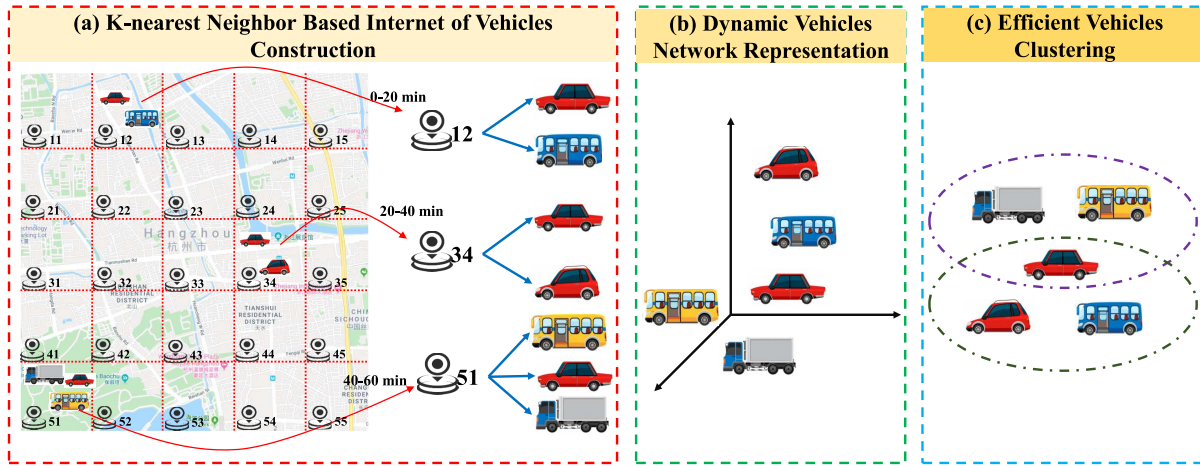 (a) K-nearest Neighbor Based Internet of Vehicles
Construction
(b) Dynamic Vehicles
Network Representation
(c) Efficient Vehicles
Clustering
0-20 min
12
20-40 min
34
40-60 min
51
11 12 13 14 15
21 22 23 24 25
Hangzhou
杭州市
31 32 33 34 35
RESIDENTIAL
DISTRICT
TIANSHUI
RESIDENTIAL
DISTRICT
41 42 43 44 45
Baochu
51 52 53 54 55